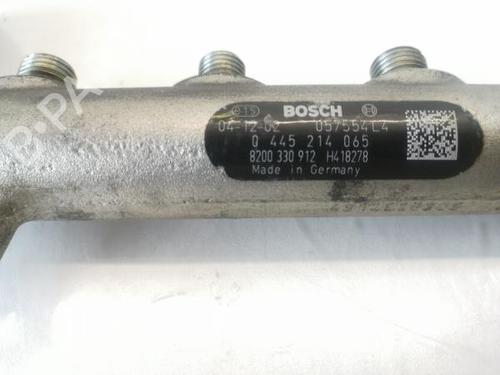 BOSCH
04-12-02 057554L4
0 445 214 065
8200 330 912 H418278
Made in Germany